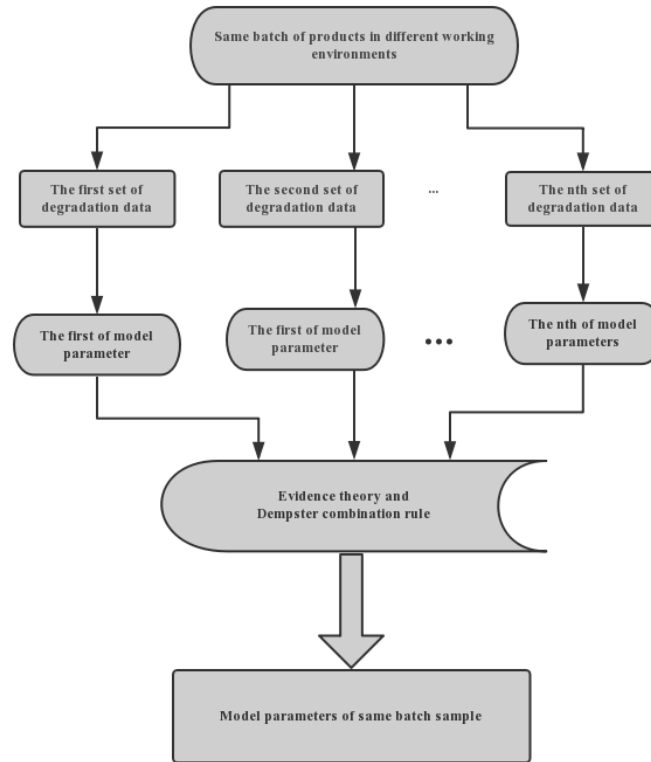 Same batch of products in different working
environments
The first set of
degradation data
The second set of
degradation data
...
The nth set of
degradation data
The first of model
parameter
The first of model
parameter
...
The nth of model
parameters
Evidence theory and
Dempster combination rule
Model parameters of same batch sample